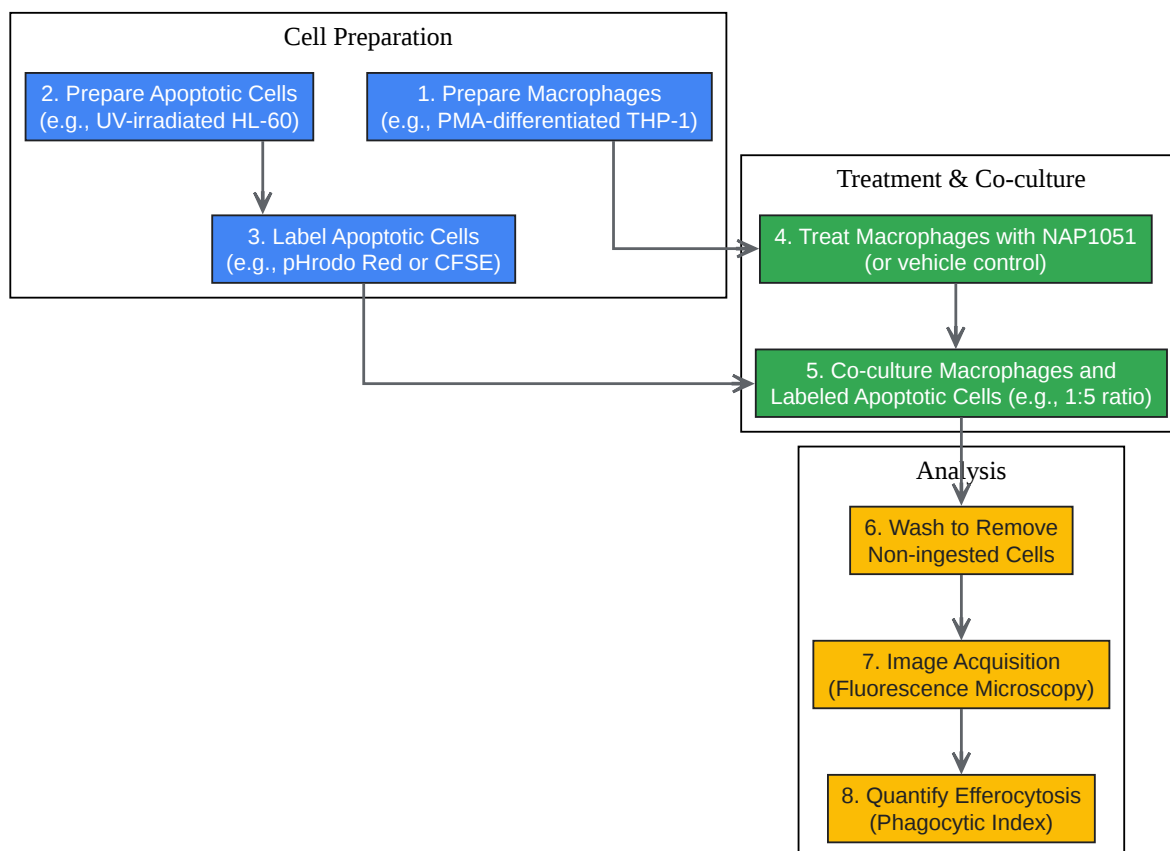 Cell Preparation
2. Prepare Apoptotic Cells
(e.g., UV-irradiated HL-60)
1. Prepare Macrophages
(e.g., PMA-differentiated THP-1)
3. Label Apoptotic Cells
(e.g., pHrodo Red or CFSE)
Treatment & Co-culture
4. Treat Macrophages with NAP1051
(or vehicle control)
5. Co-culture Macrophages and
Labeled Apoptotic Cells (e.g., 1:5 ratio)
Analysis
6. Wash to Remove
Non-ingested Cells
7. Image Acquisition
(Fluorescence Microscopy)
8. Quantify Efferocytosis
(Phagocytic Index)